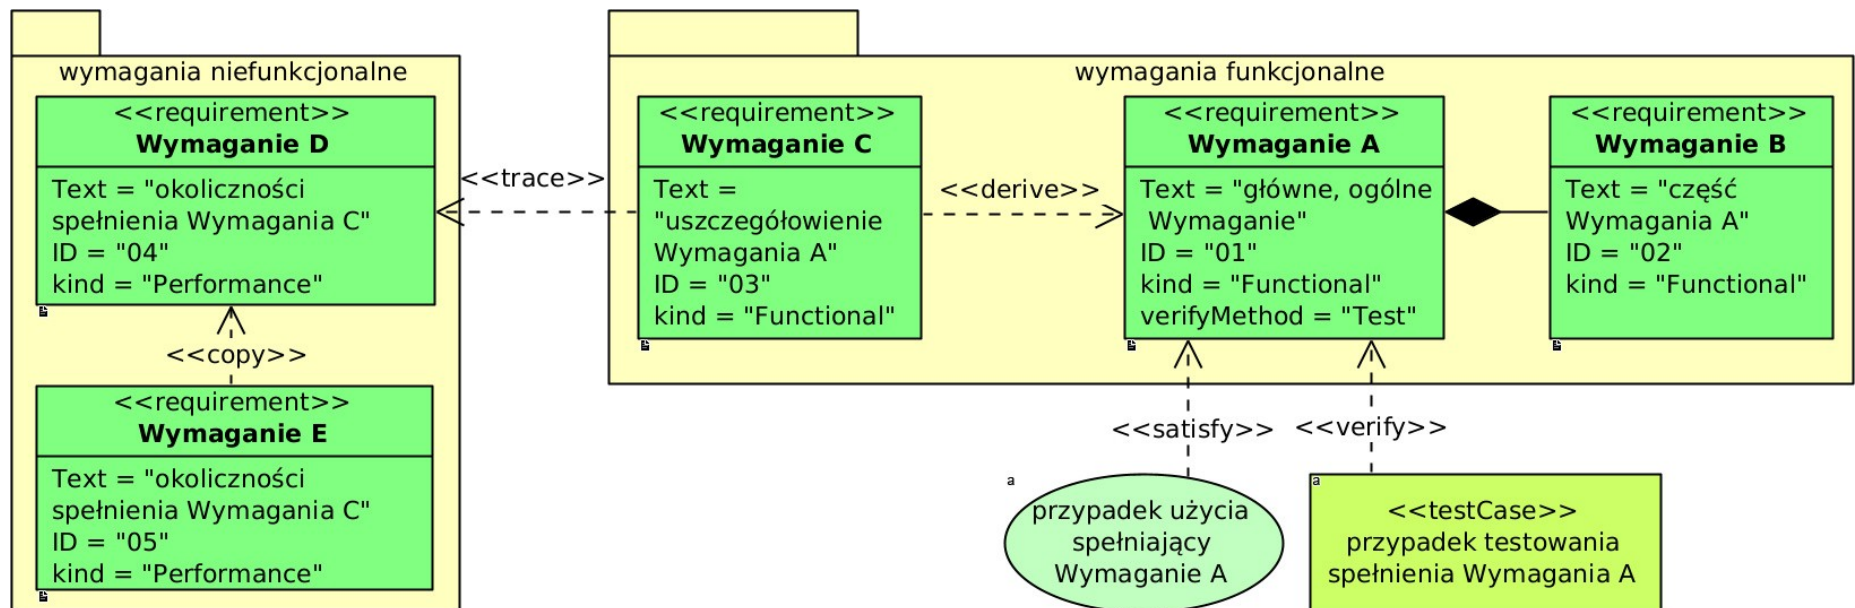 wymagania niefunkcjonalne
<<requirement>>
Wymaganie D
Text = "okoliczności
spełnienia Wymagania C"
ID = "04"
kind = "Performance"
<<copy>>
<<requirement>>
Wymaganie E
Text = "okoliczności
spełnienia Wymagania C"
ID = "05"
kind = "Performance"
<<trace>>
wymagania funkcjonalne
<<requirement>>
Wymaganie C
Text =
"uszczegółowienie
Wymagania A"
ID = "03"
kind = "Functional"
<<derive>>
<<requirement>>
Wymaganie A
Text = "główne, ogólne
Wymaganie"
ID = "01"
kind = "Functional"
verifyMethod = "Test"
<<requirement>>
Wymaganie B
Text = "część
Wymagania A"
ID = "02"
kind = "Functional"
<<satisfy>>
<<verify>>
a
przypadek użycia
spełniający
Wymaganie A
a
<<testCase>>
przypadek testowania
spełnienia Wymagania A